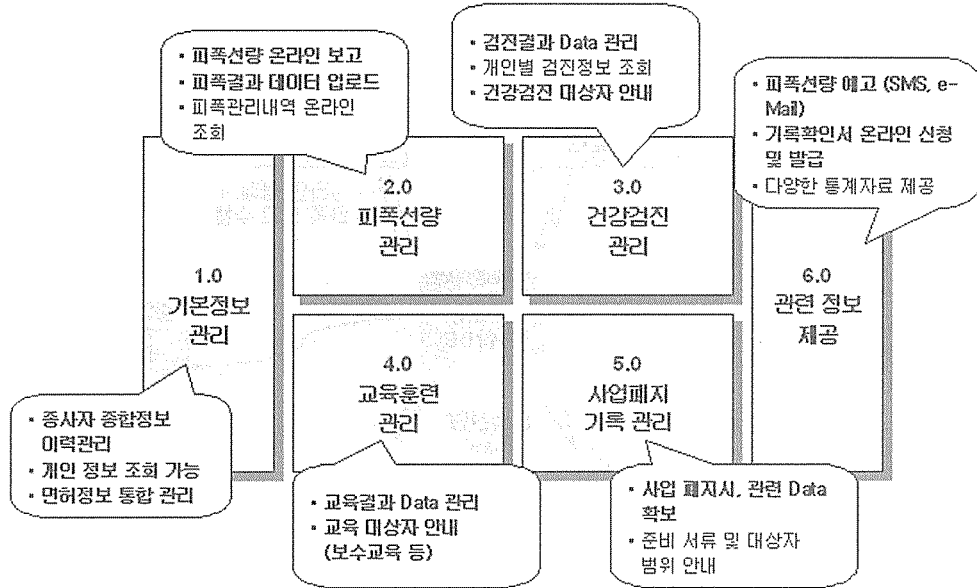 • 피폭선량 온라인 보고
• 피폭결과 데이터 업로드
• 피폭관리내역 온라인
조회
• 검진결과 Data 관리
• 개인별 검진정보 조회
• 건강검진 대상자 안내
• 피폭선량 예고 (SMS, e-
Mail)
• 기록확인서 온라인 신청
및 발급
• 다양한 통계자료 제공
1.0
기본정보
관리
2.0
피폭선량
관리
3.0
건강검진
관리
4.0
교육훈련
관리
5.0
사업폐지
기록 관리
6.0
관련 정보
제공
• 종사자 종합정보
이력관리
• 개인 정보 조회 가능
• 면허정보 통합 관리
• 교육결과 Data 관리
• 교육 대상자 안내
(보수교육 등)
• 사업 폐지시, 관련 Data
확보
• 준비 서류 및 대상자
범위 안내